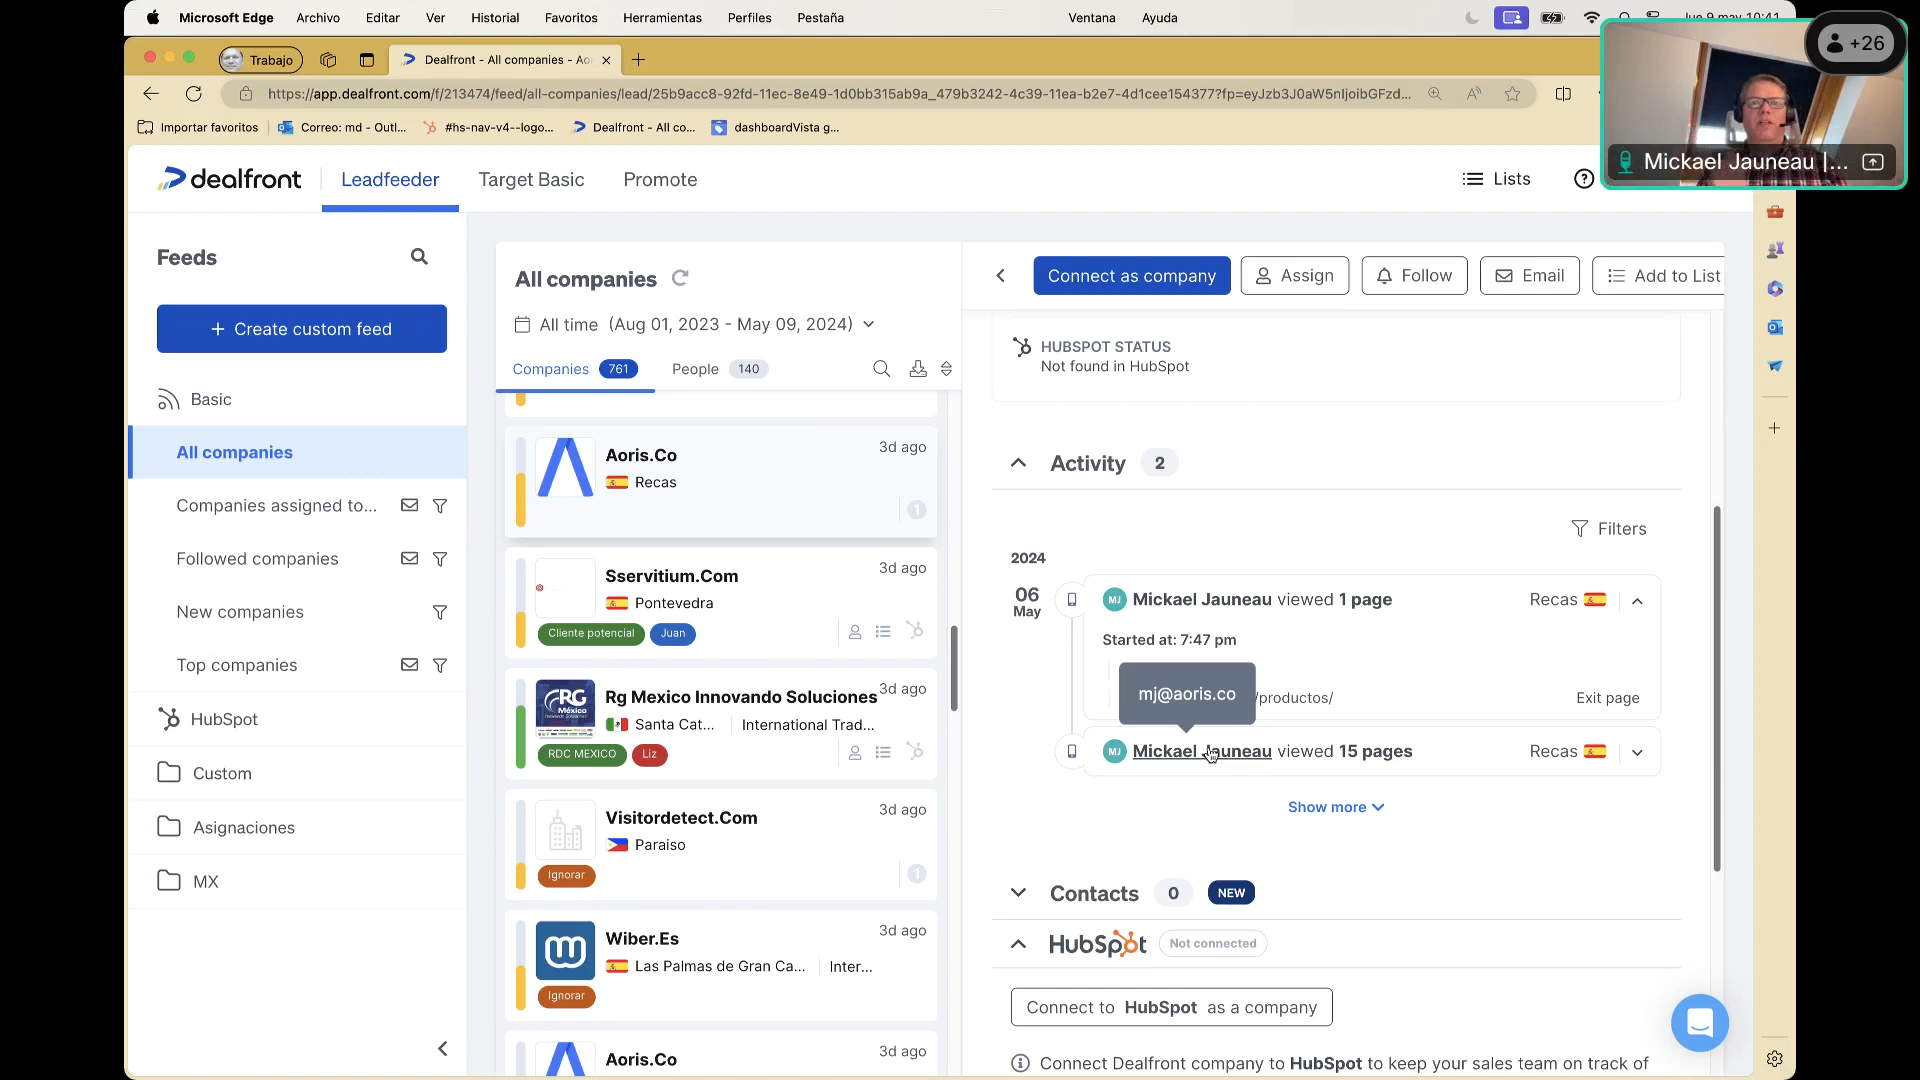 Microsoft Edge Archivo Editar Ver Historial Favoritos Herramientas Perfiles Pestaña Ventana Ayuda
+26
Trabajo
Dealfront - All companies - Ao
https://app.dealfront.com/f/213474/feed/all-companies/lead/25b9acc8-92fd-11ec-8e49-1d0bb315ab9a_479b3242-4c39-11ea-b2e7-4d1cee154377?fp=eyJzb3J0aW5nIjoibGFzd...
Importar favoritos
Correo: md - Outl...
#hs-nav-v4--logo...
Dealfront - All co...
dashboardVista g...
Mickael Jauneau |...
dealfront
Leadfeeder
Target Basic
Promote
Lists
Feeds
+ Create custom feed
Basic
All companies
Companies assigned to...
Followed companies
New companies
Top companies
HubSpot
Custom
Asignaciones
MX
All companies
All time (Aug 01, 2023 - May 09, 2024)
Companies 761
People 140
Aoris.Co
3d ago
Recas
1
Sservitium.Com
3d ago
Pontevedra
Cliente potencial
Juan
RG
México
Rg Mexico Innovando Soluciones
3d ago
Santa Cat...
International Trad...
RDC MEXICO
Liz
Visitordetect.Com
3d ago
Paraiso
Ignorar
1
Wiber.Es
3d ago
Las Palmas de Gran Ca...
Inter...
Ignorar
Aoris.Co
3d ago
Connect as company
Assign
Follow
Email
Add to List
HUBSPOT STATUS
Not found in HubSpot
Activity 2
Filters
2024
06
May
MJ
Mickael Jauneau viewed 1 page
Recas
Started at: 7:47 pm
mj@aoris.co
/productos/
Exit page
MJ
Mickael Jauneau viewed 15 pages
Recas
Show more
Contacts 0 NEW
HubSpot
Not connected
Connect to HubSpot as a company
Connect Dealfront company to HubSpot to keep your sales team on track of